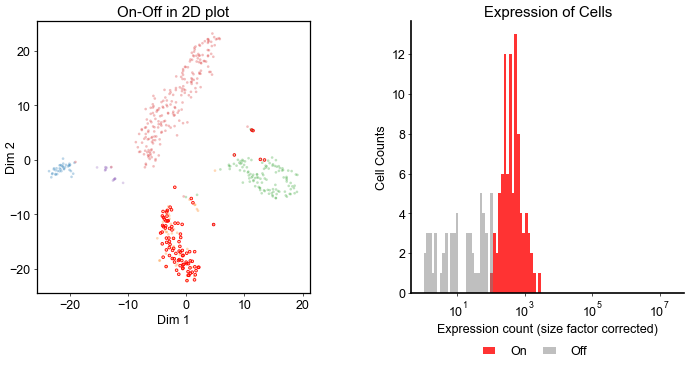 On-Off in 2D plot
20
10
0
−10
−20
Dim 2
−20 −10 0 10 20
Dim 1
Expression of Cells
12
10
8
6
4
2
0
Cell Counts
10^1 10^3 10^5 10^7
Expression count (size factor corrected)
On Off